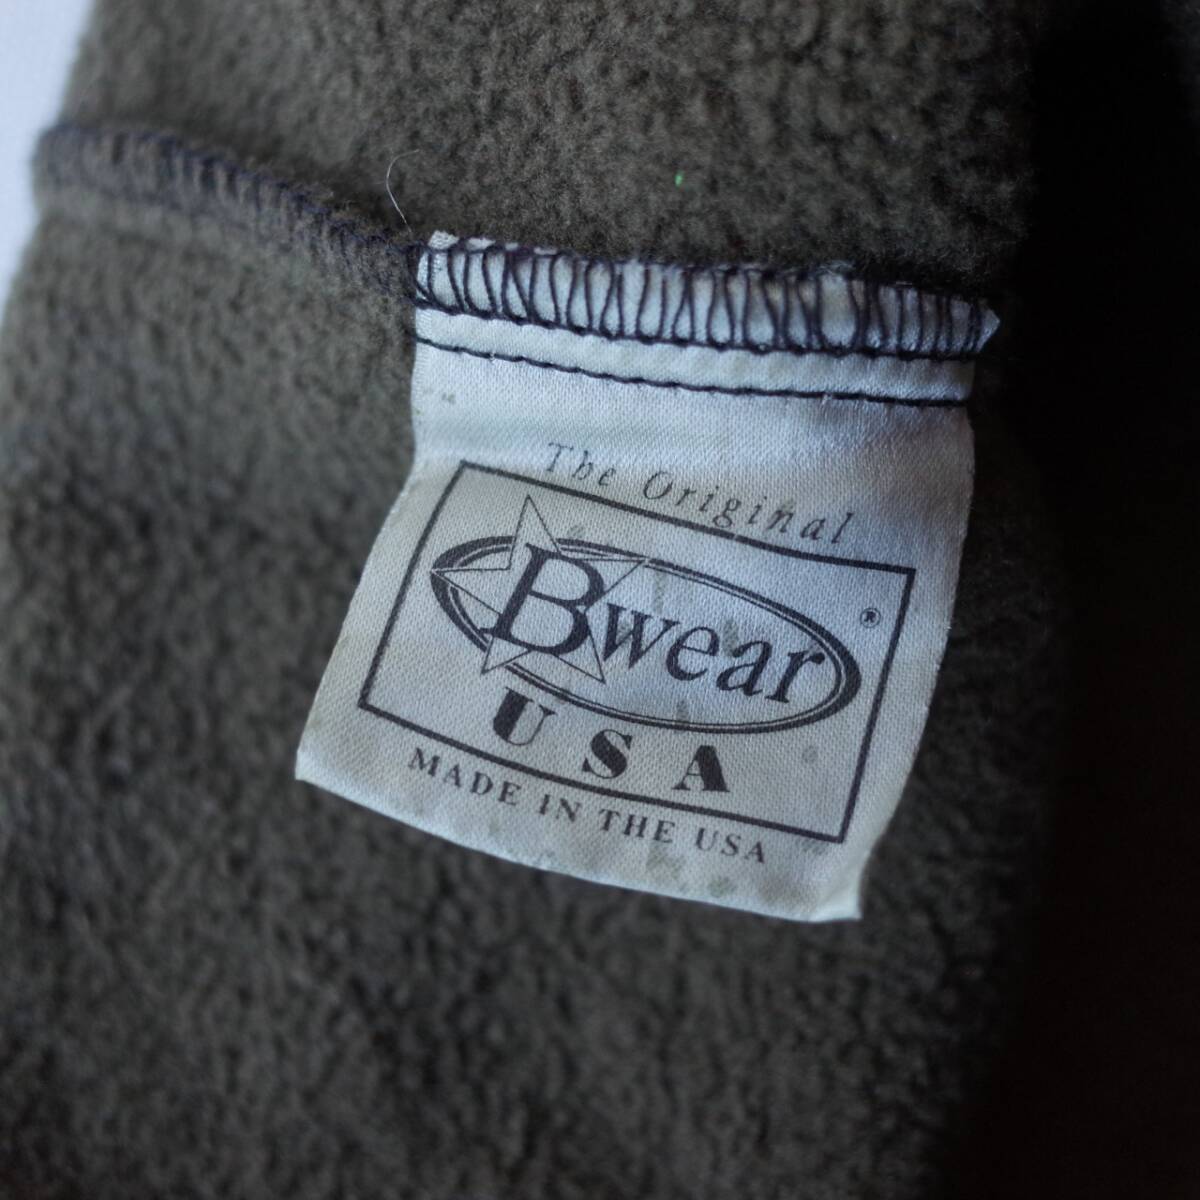 The Original
Bwear ®
USA
MADE IN THE USA